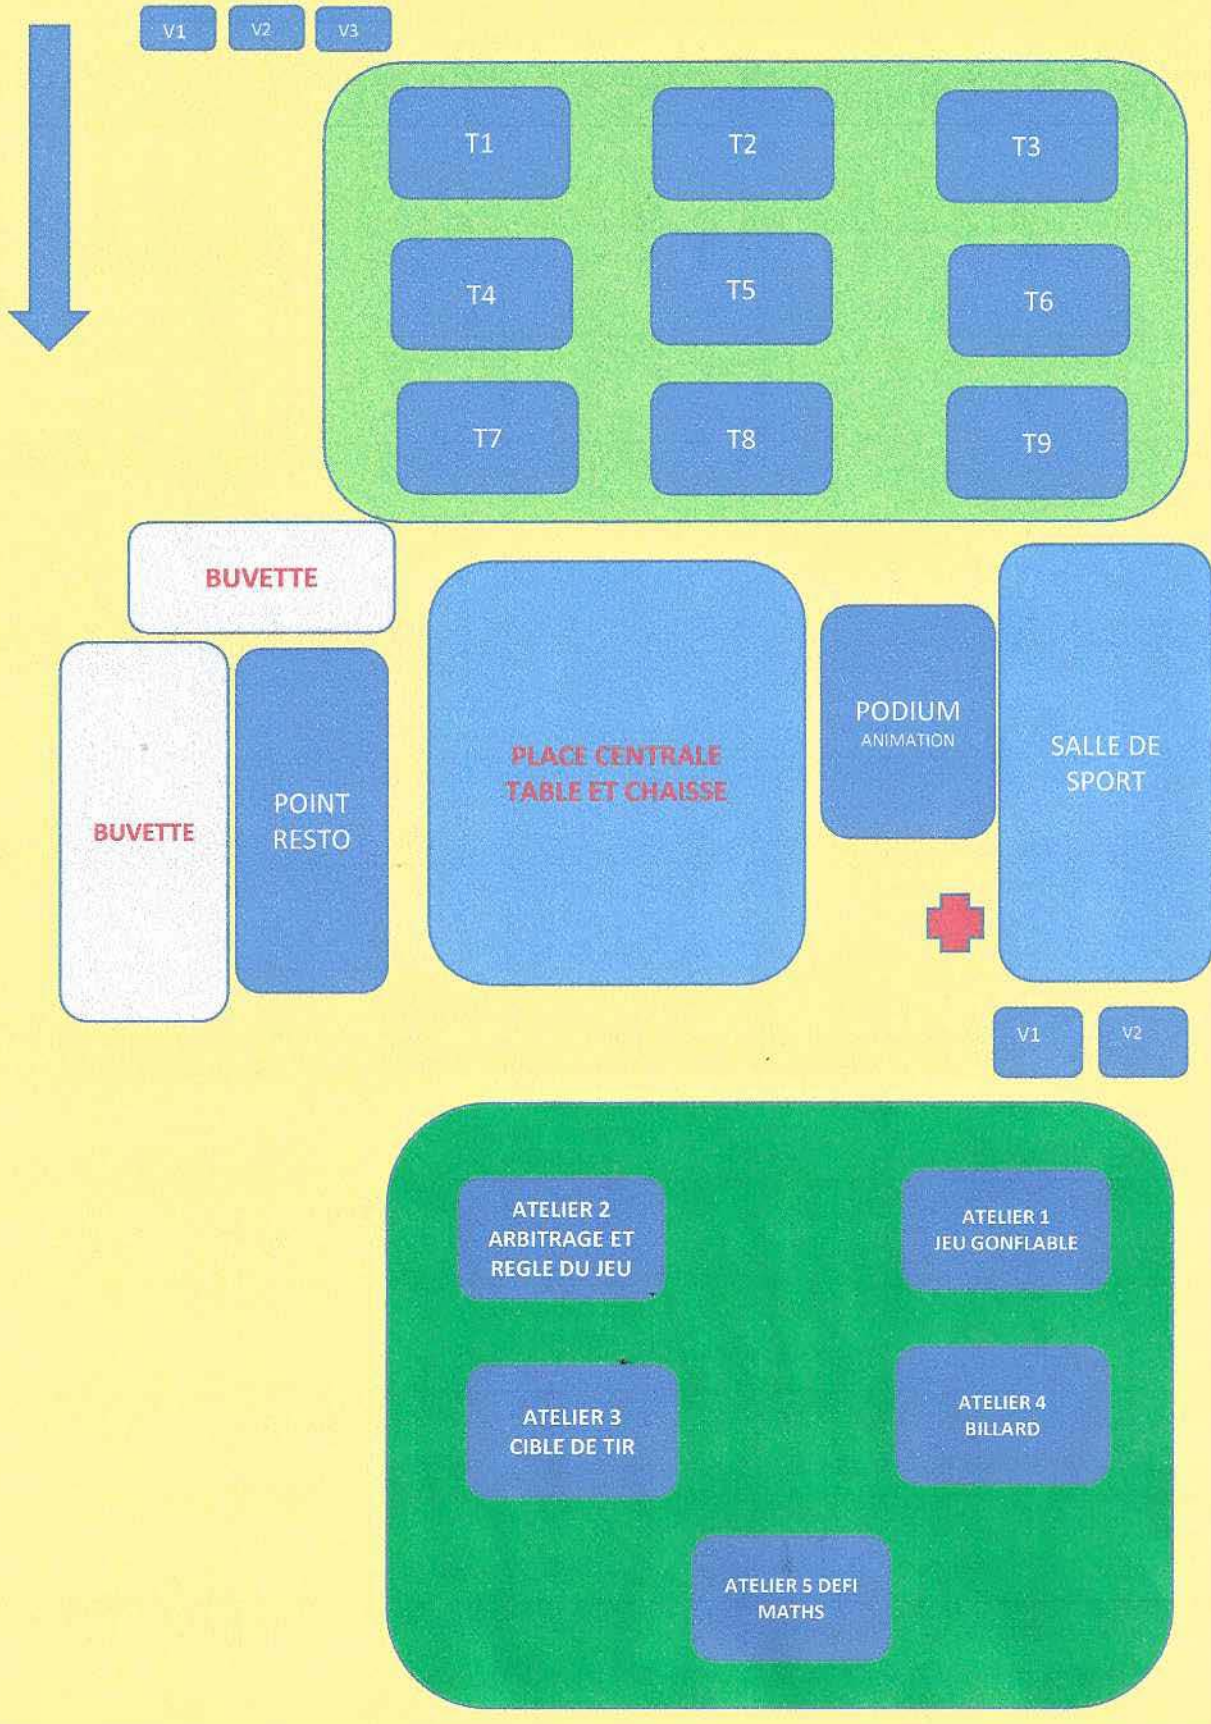 V1
V2
V3
T1
T2
T3
T4
T5
T6
T7
T8
T9
BUVETTE
BUVETTE
POINT
RESTO
PLACE CENTRALE
TABLE ET CHAISSE
PODIUM
ANIMATION
SALLE DE
SPORT
V1
V2
ATELIER 2
ARBITRAGE ET
REGLE DU JEU
ATELIER 1
JEU GONFLABLE
ATELIER 3
CIBLE DE TIR
ATELIER 4
BILLARD
ATELIER 5 DEFI
MATHS